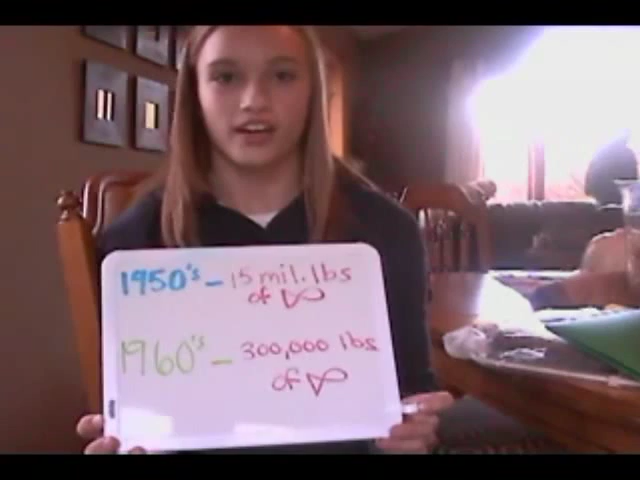 1950's - 15 mil. lbs
of
1960's - 300,000 lbs
of